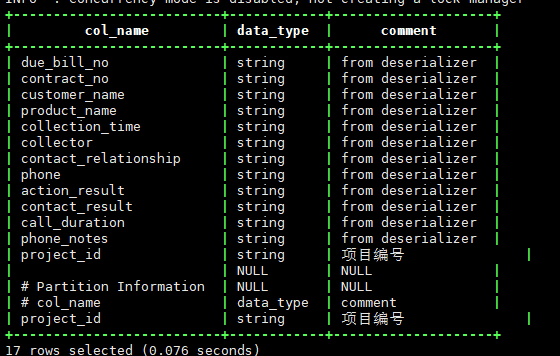 INFO : concurrency mode is disabled, not creating a lock manager
+--------------------------+------------+--------------------+
| col_name | data_type | comment |
+--------------------------+------------+--------------------+
| due_bill_no | string | from deserializer |
| contract_no | string | from deserializer |
| customer_name | string | from deserializer |
| product_name | string | from deserializer |
| collection_time | string | from deserializer |
| collector | string | from deserializer |
| contact_relationship | string | from deserializer |
| phone | string | from deserializer |
| action_result | string | from deserializer |
| contact_result | string | from deserializer |
| call_duration | string | from deserializer |
| phone_notes | string | from deserializer |
| project_id | string | 项目编号 |
| | NULL | NULL |
| # Partition Information | NULL | NULL |
| # col_name | data_type | comment |
| project_id | string | 项目编号 |
+--------------------------+------------+--------------------+
17 rows selected (0.076 seconds)